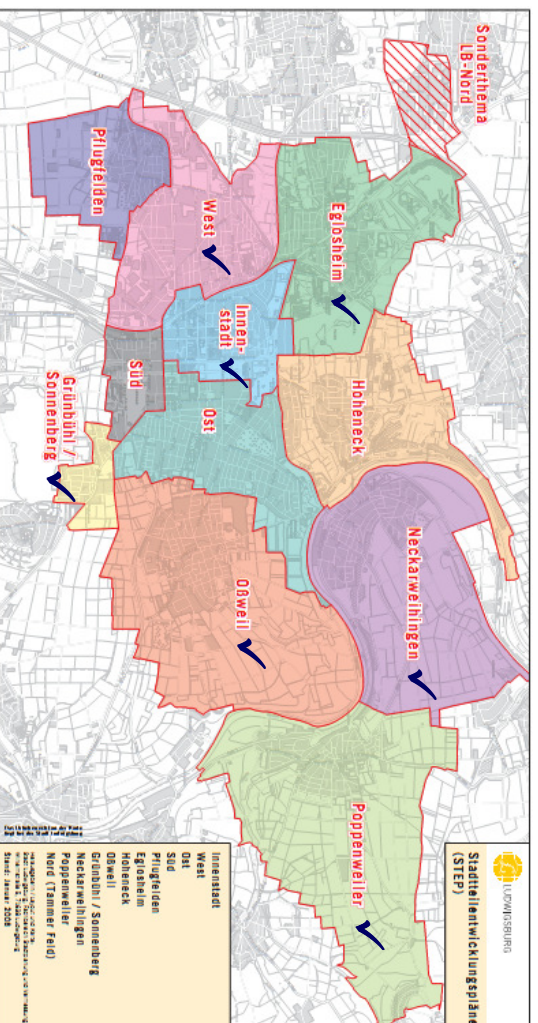 LUDWIGSBURG
Stadtteilentwicklungspläne
(STEP)
Sonderthema
LB-Nord
Pflugfelden
West
Eglosheim
Innen-
stadt
Süd
Ost
Hoheneck
Grünbühl /
Sonnenberg
Neckarweihingen
Oßweil
Poppenweiler
Innenstadt
West
Ost
Süd
Pflugfelden
Eglosheim
Hoheneck
Oßweil
Grünbühl / Sonnenberg
Neckarweihingen
Poppenweiler
Nord (Tammer Feld)
Stand: Januar 2008